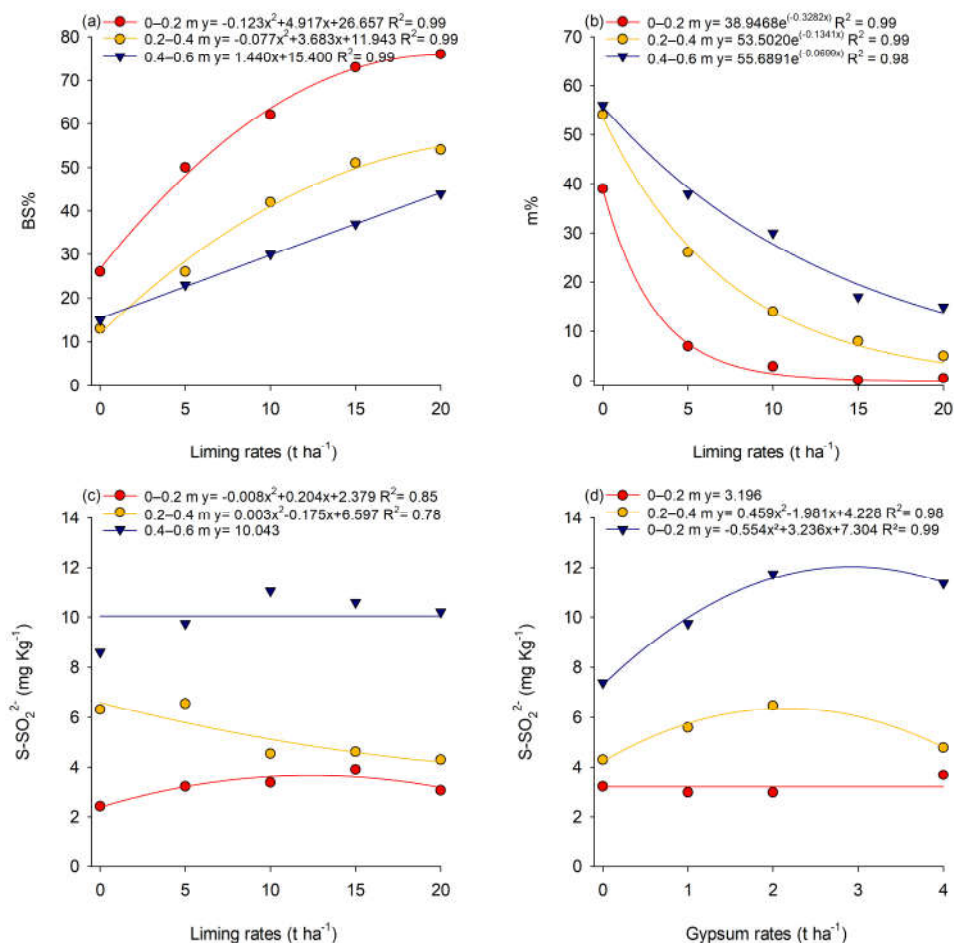 (a) 0–0.2 m y= -0.123x²+4.917x+26.657 R²= 0.99
0.2–0.4 m y= -0.077x²+3.683x+11.943 R²= 0.99
0.4–0.6 m y= 1.440x+15.400 R²= 0.99
80
70
60
50
40
30
20
10
0
BS%
0 5 10 15 20
Liming rates (t ha⁻¹)
(b) 0–0.2 m y= 38.9468e⁽⁻⁰·³²⁸²ˣ⁾ R² = 0.99
0.2–0.4 m y= 53.5020e⁽⁻⁰·¹³⁴¹ˣ⁾ R² = 0.99
0.4–0.6 m y= 55.6891e⁽⁻⁰·⁰⁶⁹⁹ˣ⁾ R² = 0.98
70
60
50
40
30
20
10
0
m%
0 5 10 15 20
Liming rates (t ha⁻¹)
(c) 0–0.2 m y= -0.008x²+0.204x+2.379 R²= 0.85
0.2–0.4 m y= 0.003x²-0.175x+6.597 R²= 0.78
0.4–0.6 m y= 10.043
14
12
10
8
6
4
2
0
S-SO₂²⁻ (mg Kg⁻¹)
0 5 10 15 20
Liming rates (t ha⁻¹)
(d) 0–0.2 m y= 3.196
0.2–0.4 m y= 0.459x²-1.981x+4.228 R²= 0.98
0–0.2 m y= -0.554x²+3.236x+7.304 R²= 0.99
14
12
10
8
6
4
2
0
S-SO₂²⁻ (mg Kg⁻¹)
0 1 2 3 4
Gypsum rates (t ha⁻¹)